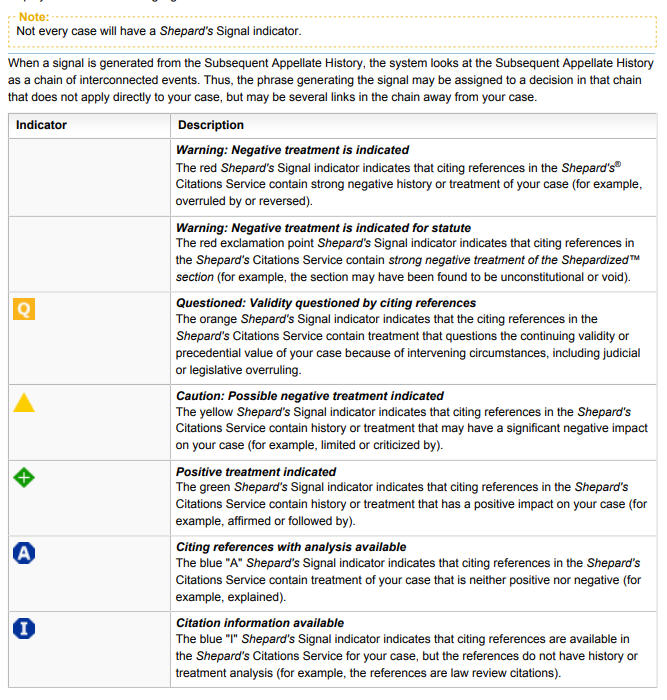 Note:
Not every case will have a Shepard's Signal indicator.
When a signal is generated from the Subsequent Appellate History, the system looks at the Subsequent Appellate History
as a chain of interconnected events. Thus, the phrase generating the signal may be assigned to a decision in that chain
that does not apply directly to your case, but may be several links in the chain away from your case.
Indicator Description
Warning: Negative treatment is indicated
The red Shepard's Signal indicator indicates that citing references in the Shepard's®
Citations Service contain strong negative history or treatment of your case (for example,
overruled by or reversed).
Warning: Negative treatment is indicated for statute
The red exclamation point Shepard's Signal indicator indicates that citing references in
the Shepard's Citations Service contain strong negative treatment of the Shepardized™
section (for example, the section may have been found to be unconstitutional or void).
Q
Questioned: Validity questioned by citing references
The orange Shepard's Signal indicator indicates that the citing references in the
Shepard's Citations Service contain treatment that questions the continuing validity or
precedential value of your case because of intervening circumstances, including judicial
or legislative overruling.
Caution: Possible negative treatment indicated
The yellow Shepard's Signal indicator indicates that citing references in the Shepard's
Citations Service contain history or treatment that may have a significant negative impact
on your case (for example, limited or criticized by).
Positive treatment indicated
The green Shepard's Signal indicator indicates that citing references in the Shepard's
Citations Service contain history or treatment that has a positive impact on your case (for
example, affirmed or followed by).
A
Citing references with analysis available
The blue "A" Shepard's Signal indicator indicates that citing references in the Shepard's
Citations Service contain treatment of your case that is neither positive nor negative (for
example, explained).
I
Citation information available
The blue "I" Shepard's Signal indicator indicates that citing references are available in
the Shepard's Citations Service for your case, but the references do not have history or
treatment analysis (for example, the references are law review citations).